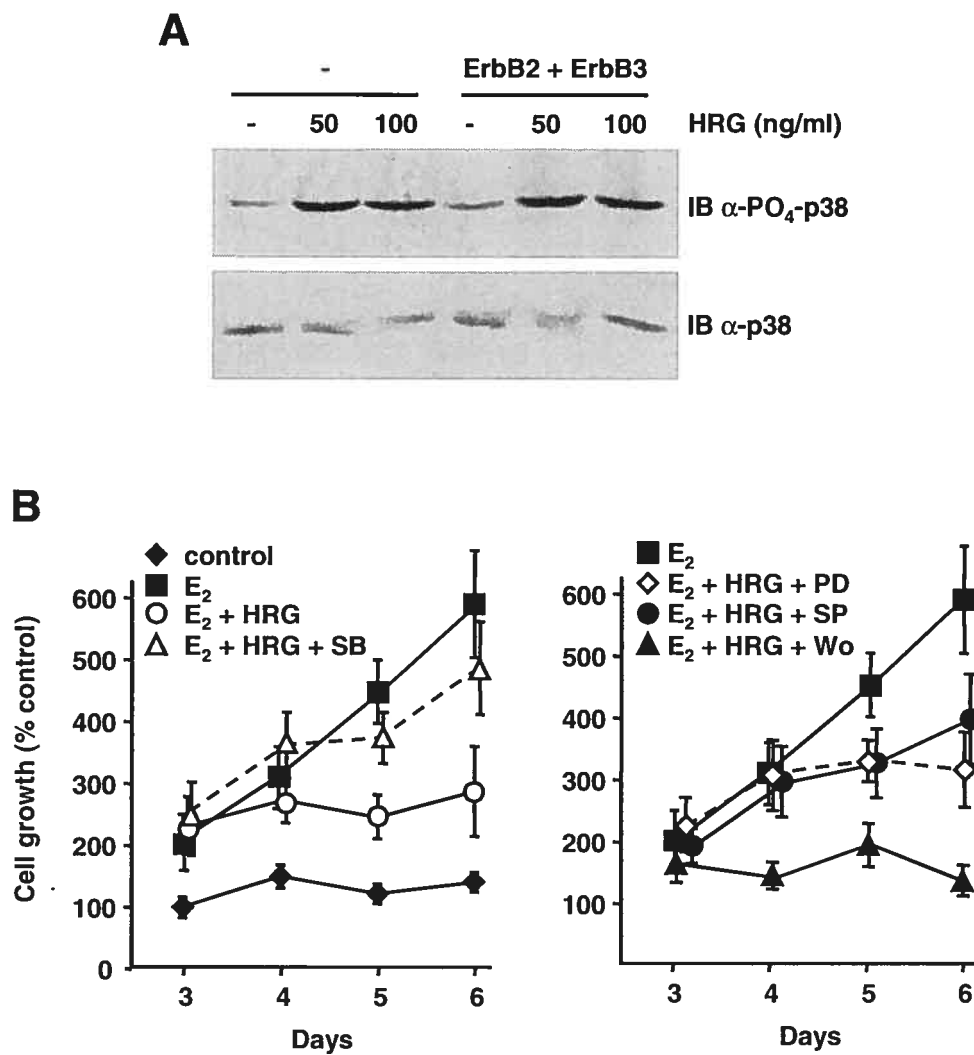 A
- ErbB2 + ErbB3
- 50 100 - 50 100 HRG (ng/ml)
IB α-PO₄-p38
IB α-p38
B
control
E₂
E₂ + HRG
E₂ + HRG + SB
Cell growth (% control)
600
500
400
300
200
100
0
3 4 5 6
Days
E₂
E₂ + HRG + PD
E₂ + HRG + SP
E₂ + HRG + Wo
600
500
400
300
200
100
3 4 5 6
Days